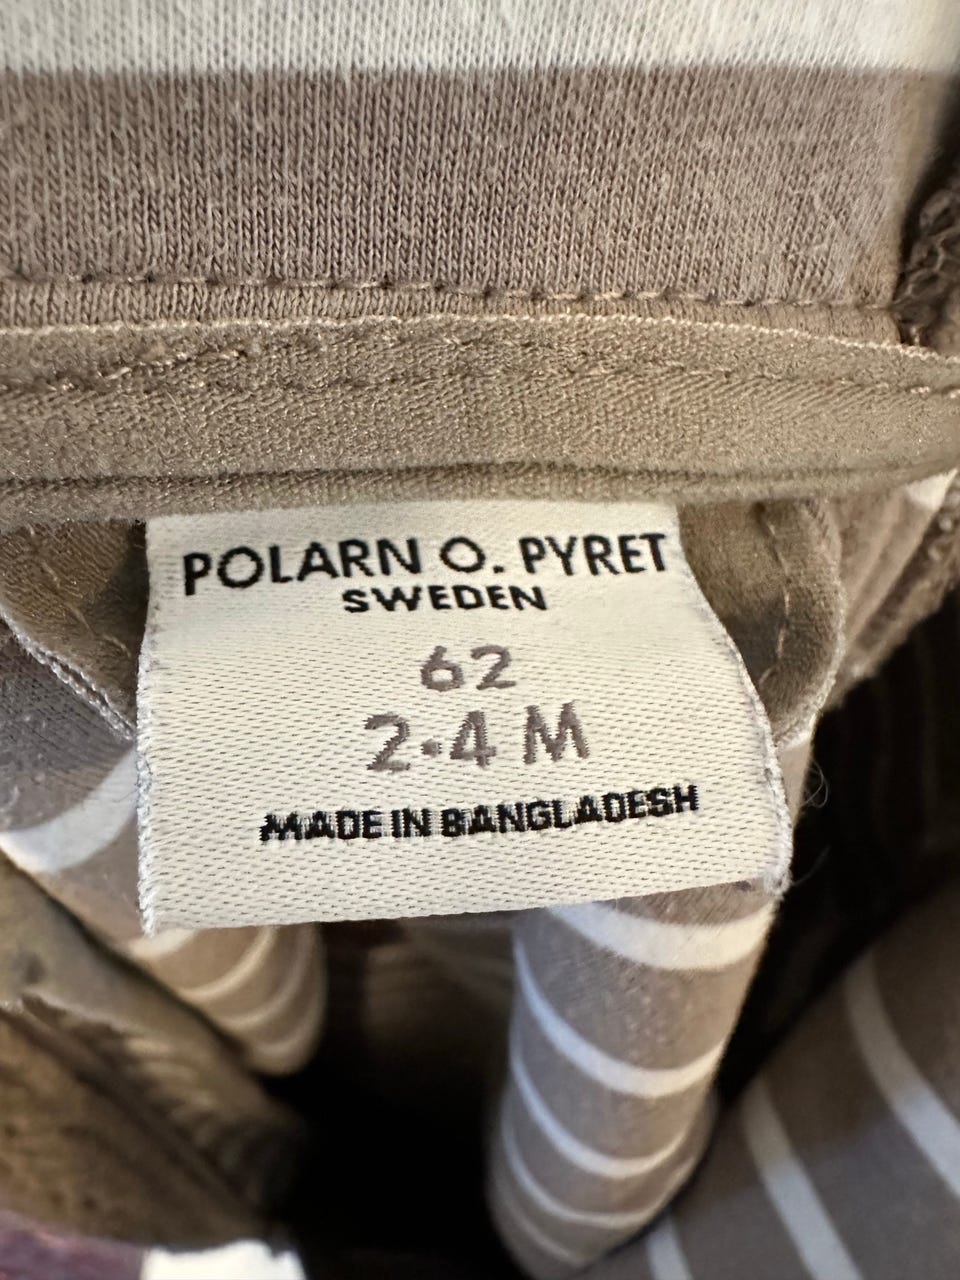 POLARN O. PYRET
SWEDEN
62
2-4 M
MADE IN BANGLADESH